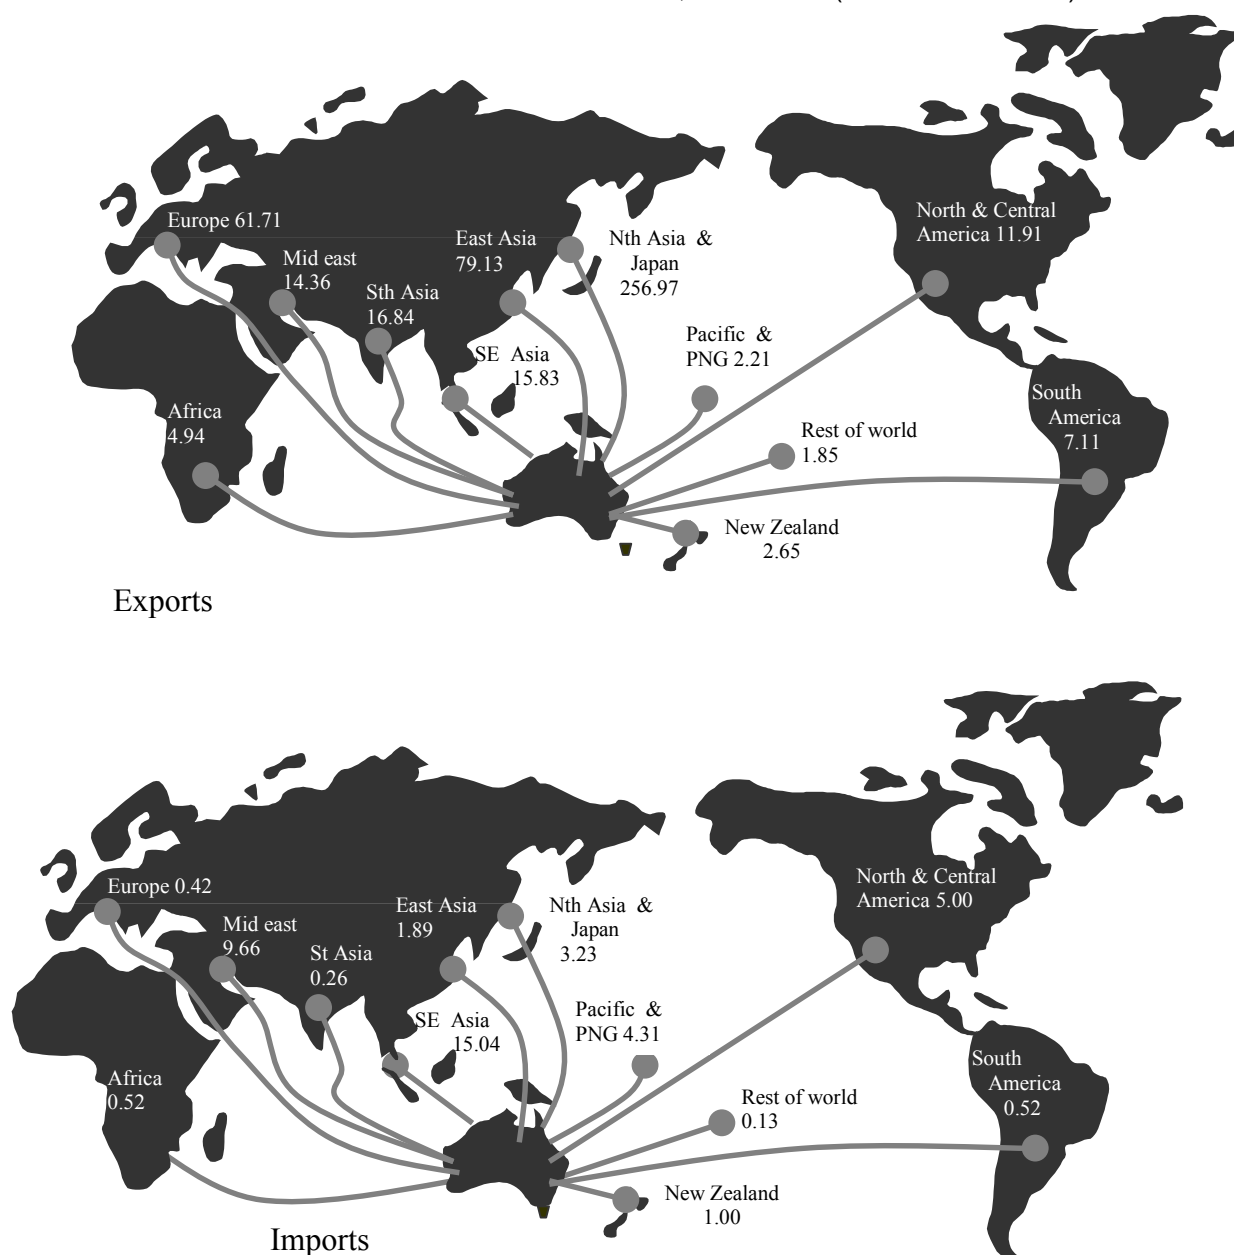 Europe 61.71
Mid east
14.36
Sth Asia
16.84
East Asia
79.13
Nth Asia &
Japan
256.97
SE Asia
15.83
Pacific &
PNG 2.21
North & Central
America 11.91
South
America
7.11
Africa
4.94
Rest of world
1.85
New Zealand
2.65
Exports
Europe 0.42
Mid east
9.66
St Asia
0.26
East Asia
1.89
Nth Asia &
Japan
3.23
SE Asia
15.04
Pacific &
PNG 4.31
North & Central
America 5.00
South
America
0.52
Africa
0.52
Rest of world
0.13
New Zealand
1.00
Imports